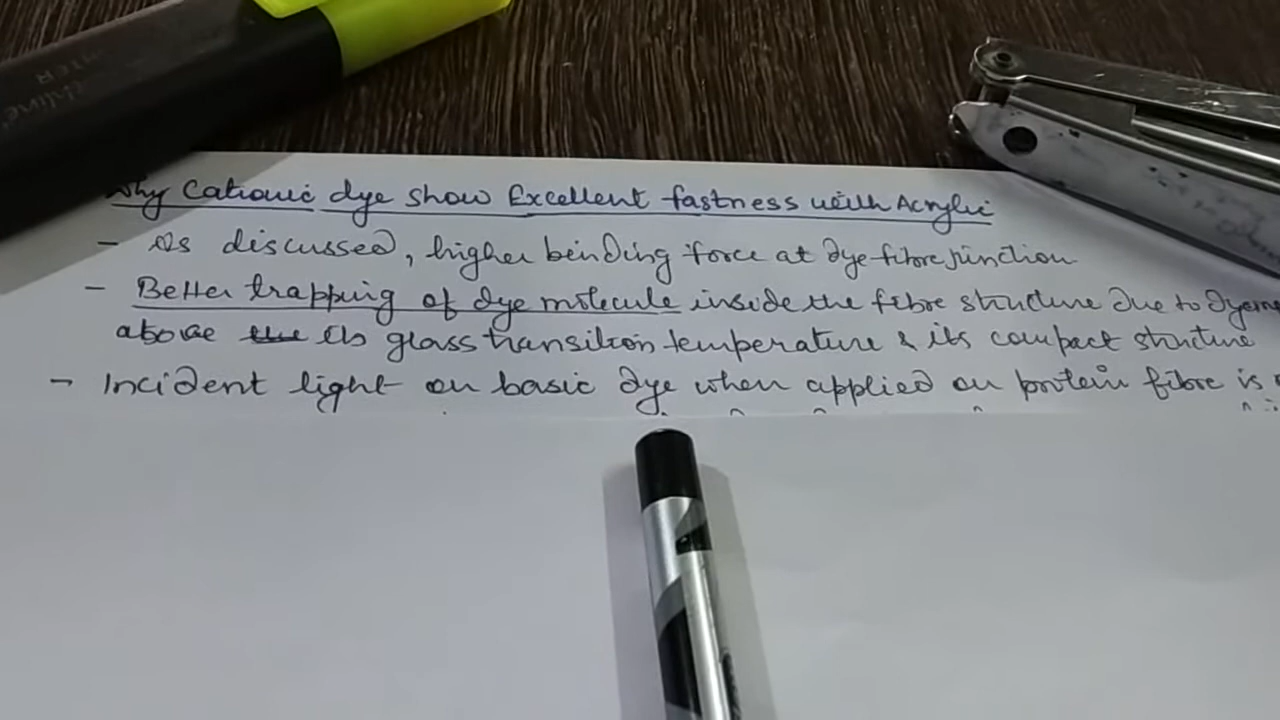 Why Cationic dye show Excellent fastness with Acrylic
- As discussed, higher beinding force at dye fibre junction
- Better trapping of dye molecule inside the fibre structure due to
above the its glass transition temperature & its compact structure
- Incident light on basic dye when applied on protein fibre is